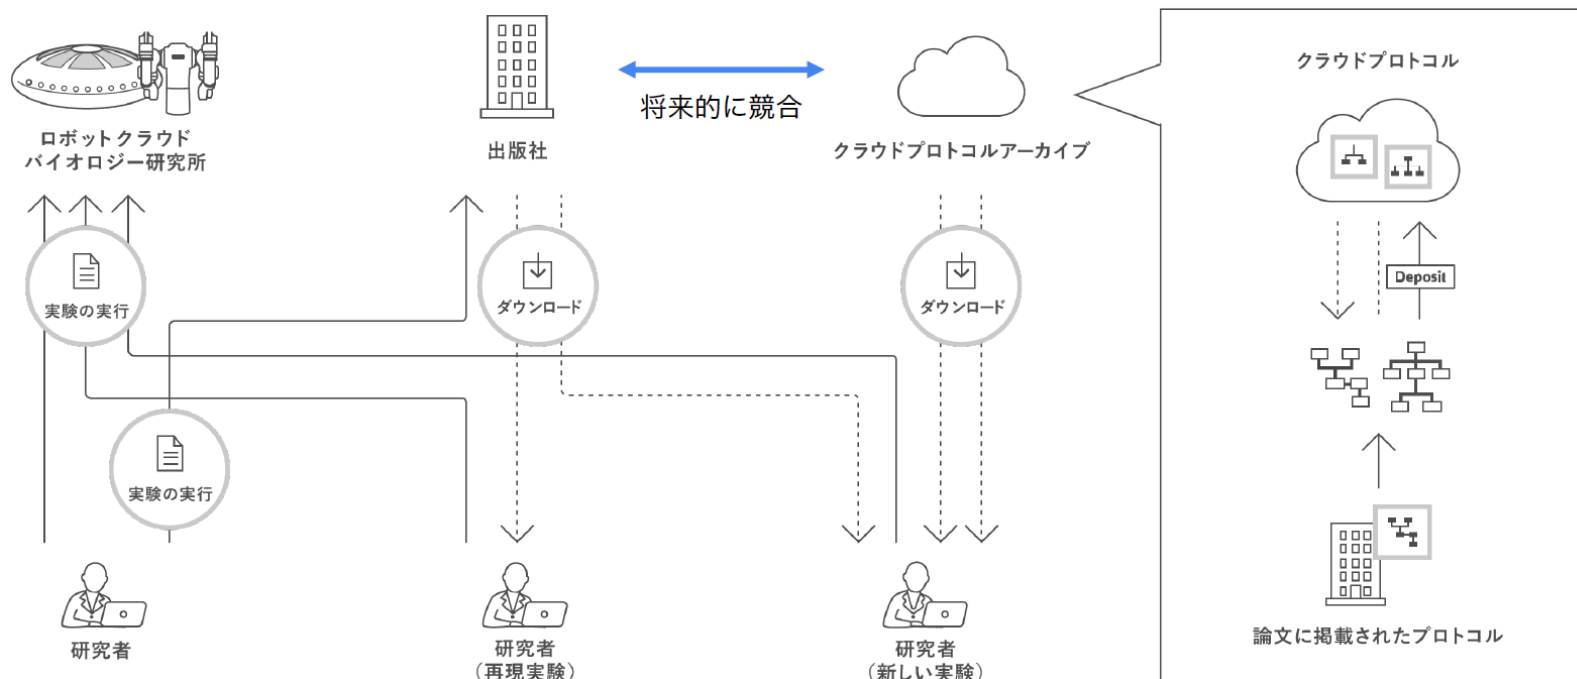 ロボットクラウド
バイオロジー研究所
出版社
将来的に競合
クラウドプロトコルアーカイブ
クラウドプロトコル
実験の実行
ダウンロード
ダウンロード
Deposit
実験の実行
研究者
研究者
(再現実験)
研究者
(新しい実験)
論文に掲載されたプロトコル